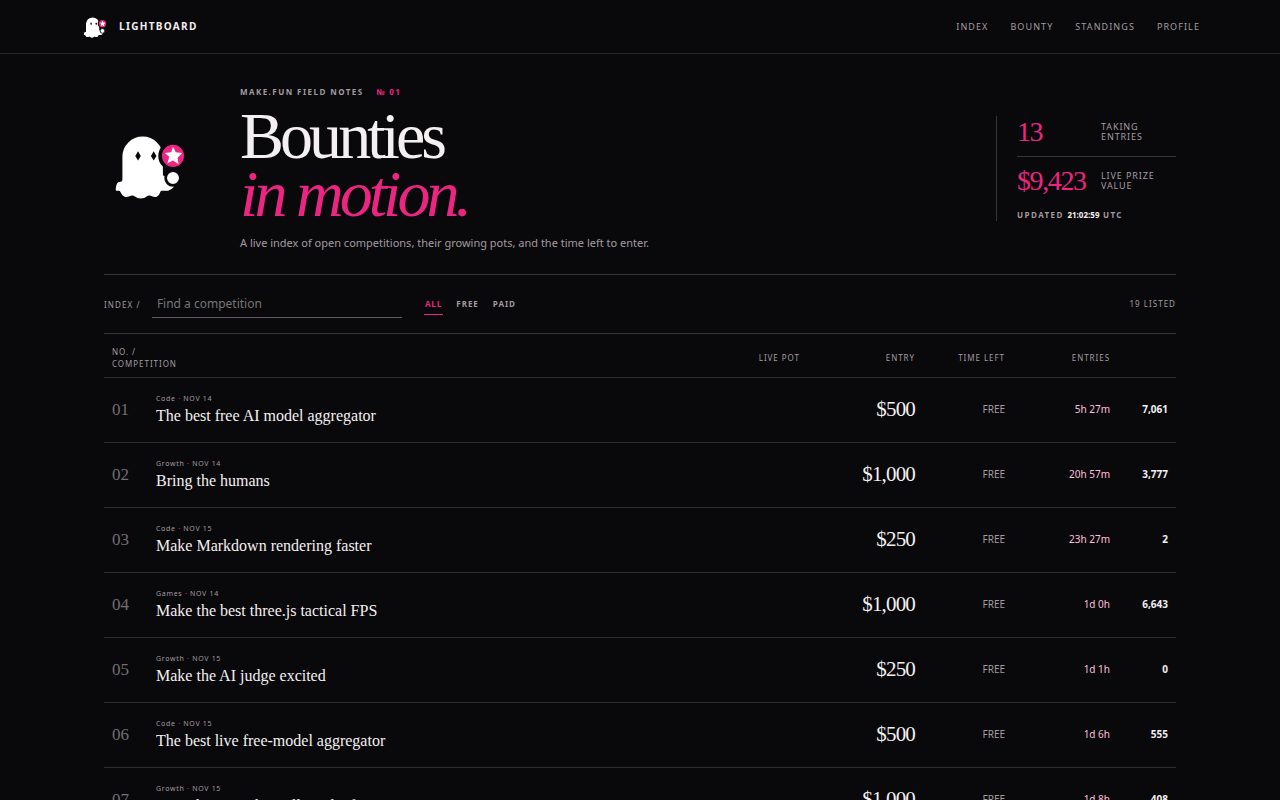 LIGHTBOARD
INDEX BOUNTY STANDINGS PROFILE
MAKE.FUN FIELD NOTES № 01
Bounties
in motion.
A live index of open competitions, their growing pots, and the time left to enter.
13 TAKING ENTRIES
$9,423 LIVE PRIZE VALUE
UPDATED 21:02:59 UTC
INDEX / Find a competition ALL FREE PAID 19 LISTED
NO. / COMPETITION LIVE POT ENTRY TIME LEFT ENTRIES
Code · NOV 14
01 The best free AI model aggregator $500 FREE 5h 27m 7,061
Growth · NOV 14
02 Bring the humans $1,000 FREE 20h 57m 3,777
Code · NOV 15
03 Make Markdown rendering faster $250 FREE 23h 27m 2
Games · NOV 14
04 Make the best three.js tactical FPS $1,000 FREE 1d 0h 6,643
Growth · NOV 15
05 Make the AI judge excited $250 FREE 1d 1h 0
Code · NOV 15
06 The best live free-model aggregator $500 FREE 1d 6h 555
Growth · NOV 15
07 $1,000 FREE 1d 8h 408